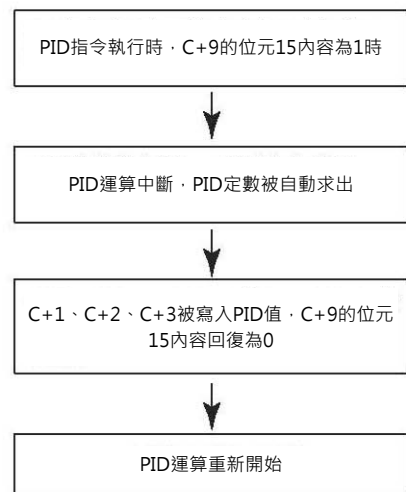 PID指令執行時，C+9的位元15內容為1時
PID運算中斷，PID定數被自動求出
C+1、C+2、C+3被寫入PID值，C+9的位元
15內容回復為0
PID運算重新開始